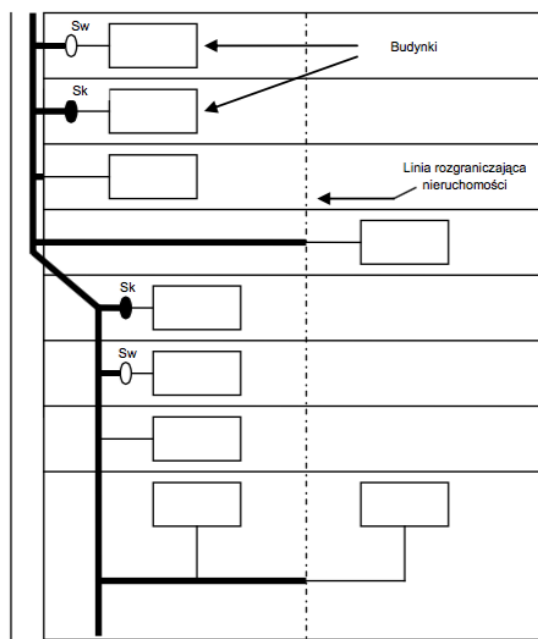 Sw
Budynki
Sk
Linia rozgraniczająca
nieruchomości
Sk
Sw